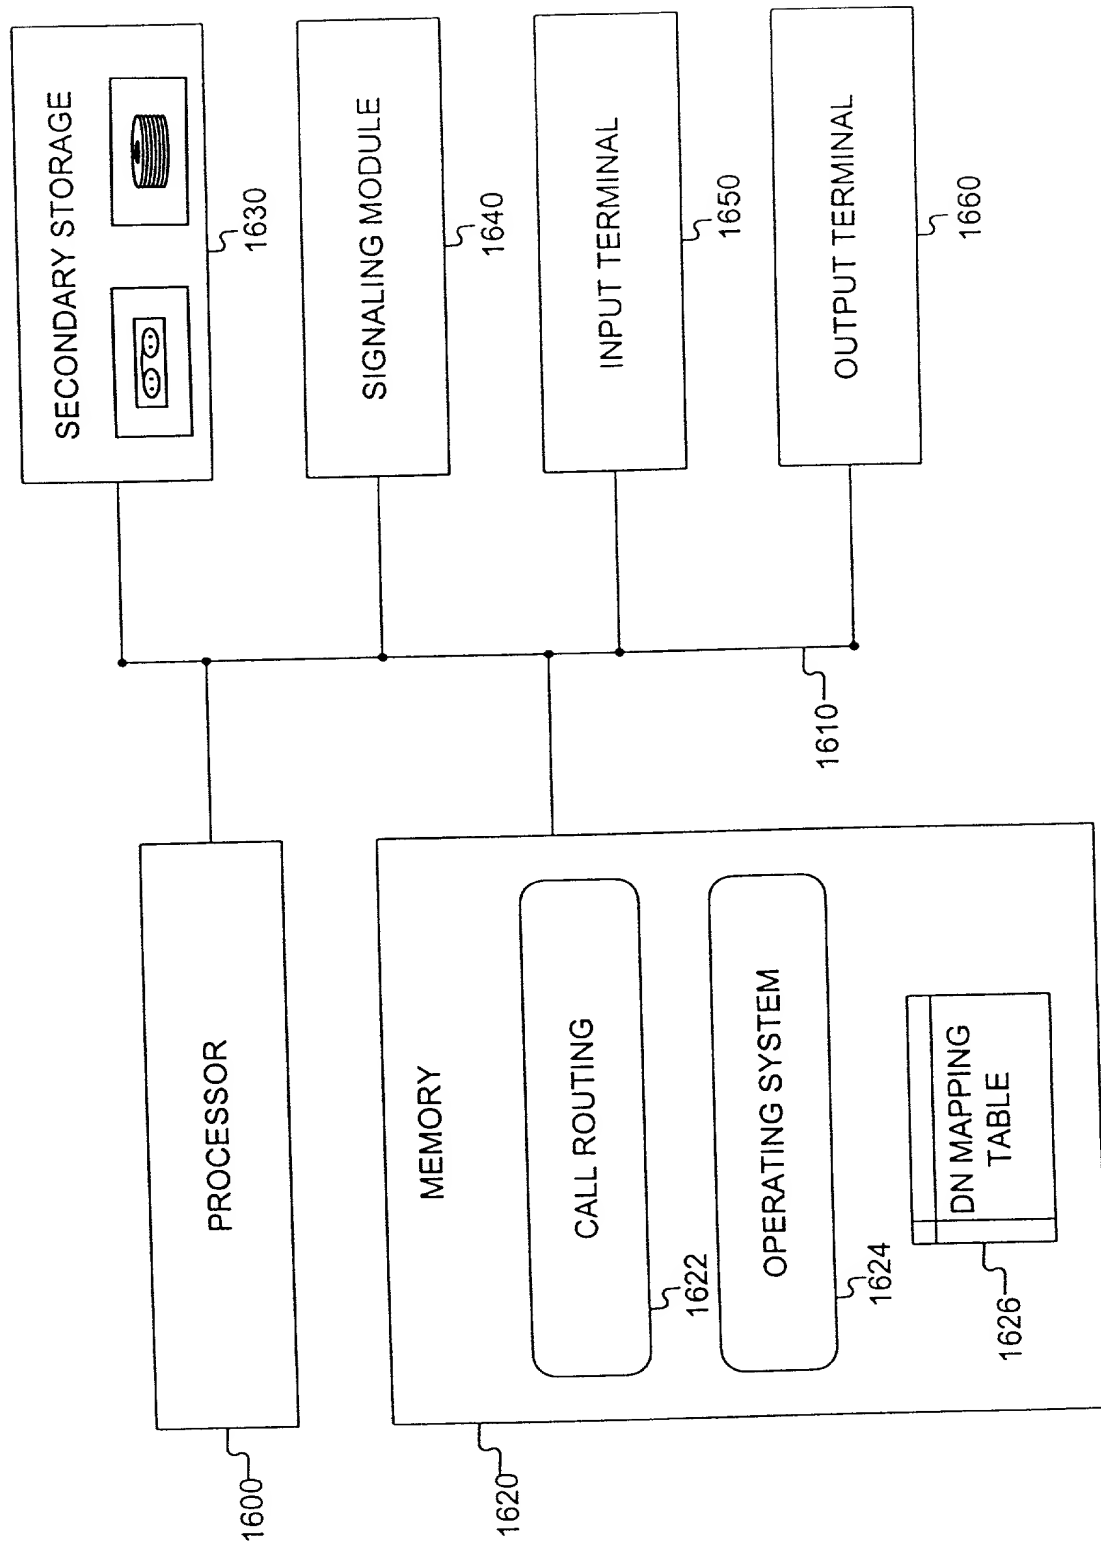 1600
PROCESSOR
1620
MEMORY
CALL ROUTING
1622
OPERATING SYSTEM
1624
DN MAPPING
TABLE
1626
1610
SECONDARY STORAGE
1630
SIGNALING MODULE
1640
INPUT TERMINAL
1650
OUTPUT TERMINAL
1660